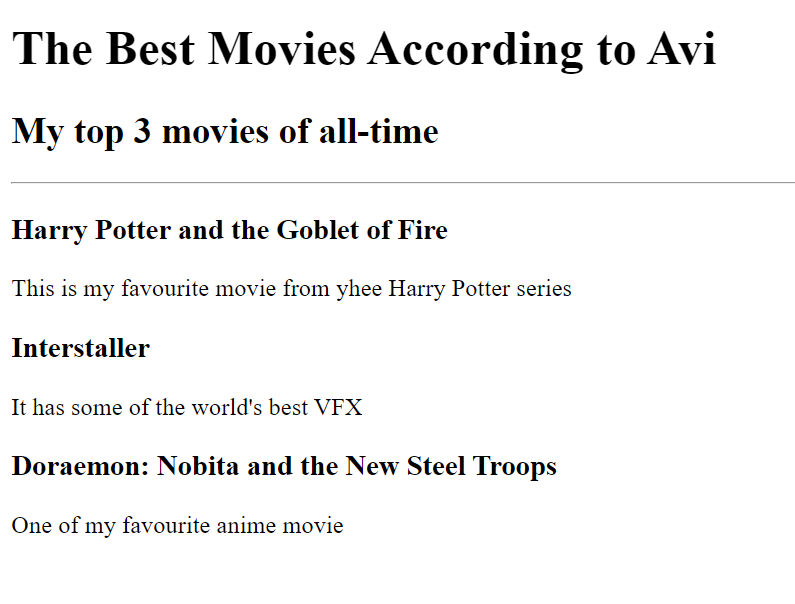 The Best Movies According to Avi
My top 3 movies of all-time
Harry Potter and the Goblet of Fire
This is my favourite movie from yhee Harry Potter series
Interstaller
It has some of the world's best VFX
Doraemon: Nobita and the New Steel Troops
One of my favourite anime movie